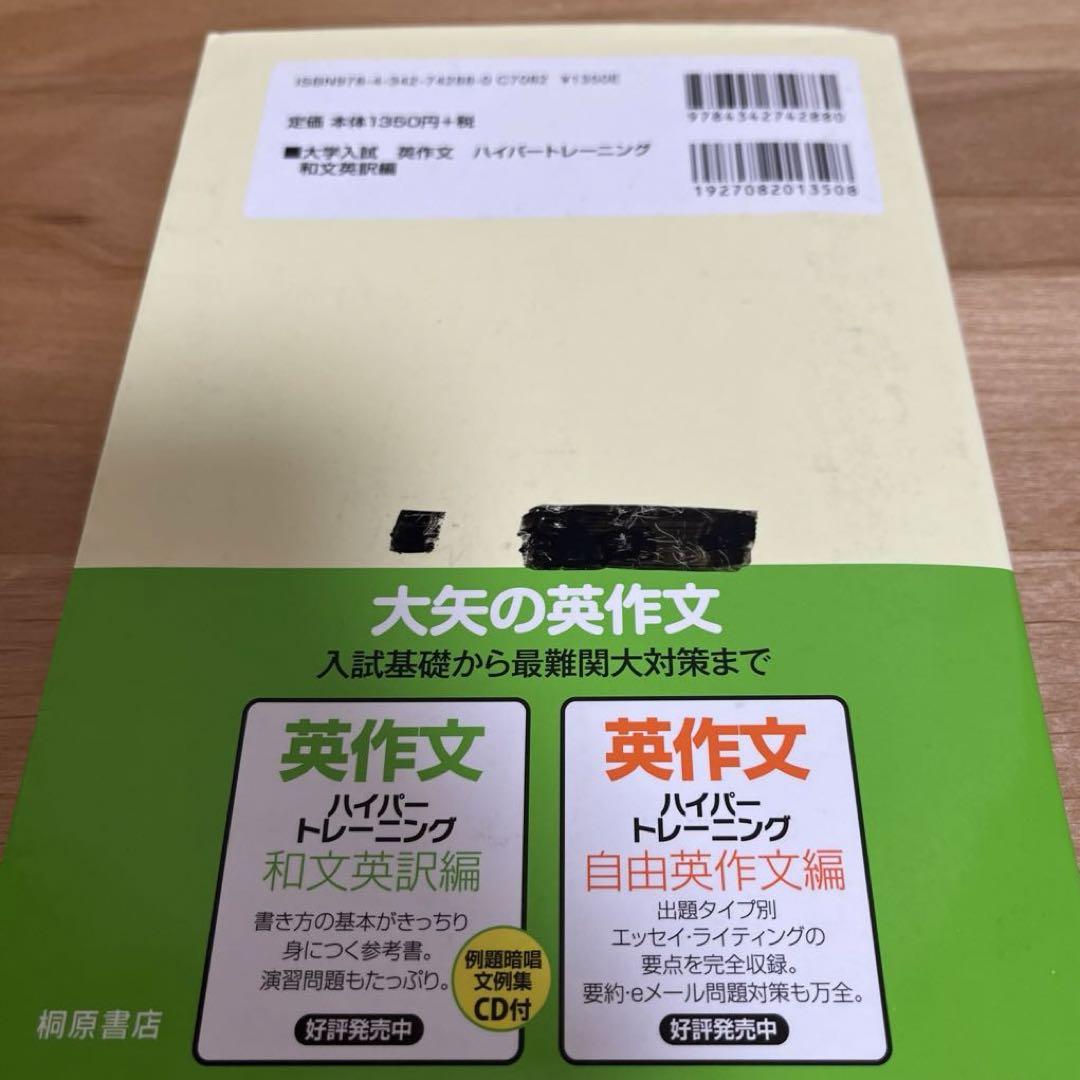 ISBN978-4-342-74288-0 C7082 ¥1350E
定価 本体1350円+税
■大学入試 英作文 ハイパートレーニング
和文英訳編
9784342742880
1927082013508
大矢の英作文
入試基礎から最難関大対策まで
英作文
ハイパー
トレーニング
和文英訳編
書き方の基本がきっちり
身につく参考書。
演習問題もたっぷり。
例題暗唱
文例集
CD付
好評発売中
英作文
ハイパー
トレーニング
自由英作文編
出題タイプ別
エッセイ・ライティングの
要点を完全収録。
要約・eメール問題対策も万全。
好評発売中
桐原書店